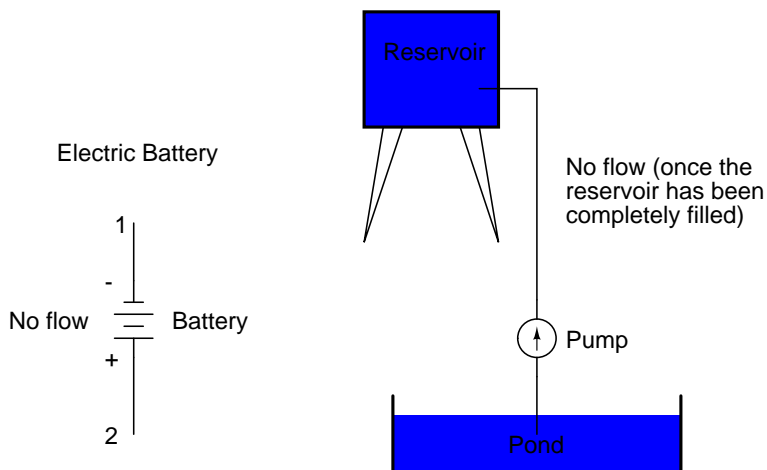 Reservoir
Electric Battery
No flow (once the
reservoir has been
completely filled)
1
-
No flow
Battery
+
Pump
2
Pond